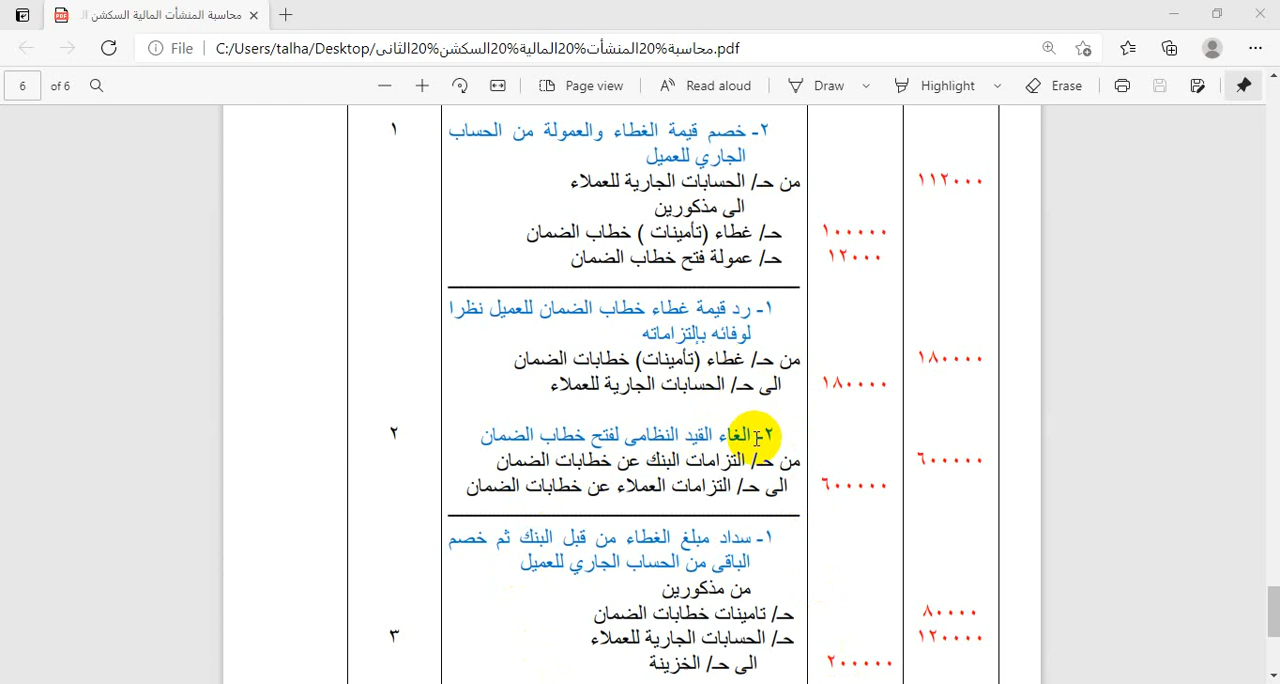 محاسبة المنشأت المالية السكشن ال
File
C:/Users/talha/Desktop/محاسبة%20المنشأت%20المالية%20السكشن%20الثانى.pdf
6 of 6
Page view
Read aloud
Draw
Highlight
Erase
٢- خصم قيمة الغطاء والعمولة من الحساب ١
الجاري للعميل
١١٢٠٠٠ من حـ/ الحسابات الجارية للعملاء
الى مذكورين
١٠٠٠٠٠ حـ/ غطاء (تأمينات ) خطاب الضمان
١٢٠٠٠ حـ/ عمولة فتح خطاب الضمان
١- رد قيمة غطاء خطاب الضمان للعميل نظرا
لوفائه بإلتزاماته
١٨٠٠٠٠ من حـ/ غطاء (تأمينات) خطابات الضمان
١٨٠٠٠٠ الى حـ/ الحسابات الجارية للعملاء
٢- الغاء القيد النظامى لفتح خطاب الضمان ٢
٦٠٠٠٠٠ من حـ/ التزامات البنك عن خطابات الضمان
٦٠٠٠٠٠ الى حـ/ التزامات العملاء عن خطابات الضمان
١- سداد مبلغ الغطاء من قبل البنك ثم خصم
الباقى من الحساب الجاري للعميل
من مذكورين
٨٠٠٠٠ حـ/ تامينات خطابات الضمان
١٢٠٠٠٠ حـ/ الحسابات الجارية للعملاء ٣
٢٠٠٠٠٠ الى حـ/ الخزينة